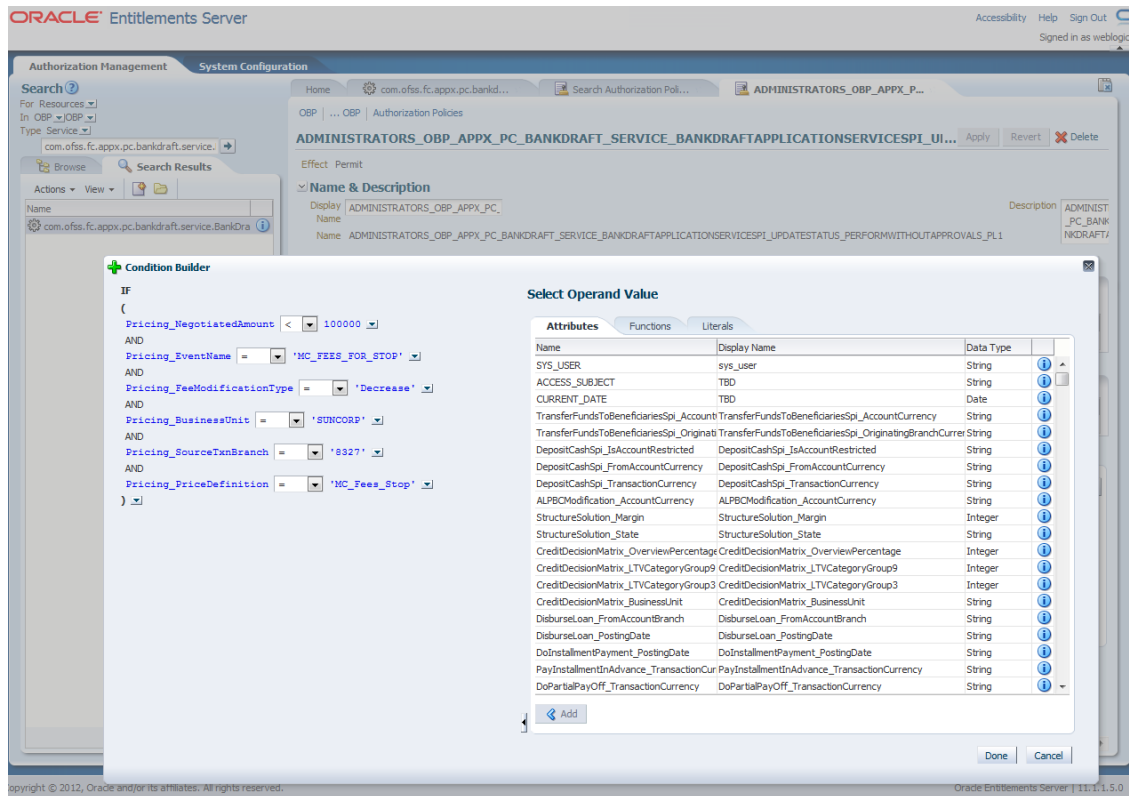 ORACLE Entitlements Server
Accessibility Help Sign Out
Signed in as weblogic
Authorization Management System Configuration
Search
For Resources
In OBP OBP
Type Service
com.ofss.fc.appx.pc.bankdraft.service.
Browse Search Results
Actions View
Name
com.ofss.fc.appx.pc.bankdraft.service.BankDra
Home com.ofss.fc.appx.pc.bankd... Search Authorization Poli... ADMINISTRATORS_OBP_APPX_P...
OBP | ... OBP | Authorization Policies
ADMINISTRATORS_OBP_APPX_PC_BANKDRAFT_SERVICE_BANKDRAFTAPPLICATIONSERVICESPI_UI... Apply Revert Delete
Effect Permit
Name & Description
Display Name ADMINISTRATORS_OBP_APPX_PC_
Name ADMINISTRATORS_OBP_APPX_PC_BANKDRAFT_SERVICE_BANKDRAFTAPPLICATIONSERVICESPI_UPDATESTATUS_PERFORMWITHOUTAPPROVALS_PL1
Description ADMINIST
_PC_BANK
NKDRAFTA
Condition Builder
IF
(
Pricing_NegotiatedAmount < 100000
AND
Pricing_EventName = 'MC_FEES_FOR_STOP'
AND
Pricing_FeeModificationType = 'Decrease'
AND
Pricing_BusinessUnit = 'SUNCORP'
AND
Pricing_SourceTxnBranch = '8327'
AND
Pricing_PriceDefinition = 'MC_Fees_Stop'
)
Select Operand Value
Attributes Functions Literals
Name Display Name Data Type
SYS_USER sys_user String
ACCESS_SUBJECT TBD String
CURRENT_DATE TBD Date
TransferFundsToBeneficiariesSpi_Account TransferFundsToBeneficiariesSpi_AccountCurrency String
TransferFundsToBeneficiariesSpi_Originati TransferFundsToBeneficiariesSpi_OriginatingBranchCurrer String
DepositCashSpi_IsAccountRestricted DepositCashSpi_IsAccountRestricted String
DepositCashSpi_FromAccountCurrency DepositCashSpi_FromAccountCurrency String
DepositCashSpi_TransactionCurrency DepositCashSpi_TransactionCurrency String
ALPBCModification_AccountCurrency ALPBCModification_AccountCurrency String
StructureSolution_Margin StructureSolution_Margin Integer
StructureSolution_State StructureSolution_State String
CreditDecisionMatrix_OverviewPercentage CreditDecisionMatrix_OverviewPercentage Integer
CreditDecisionMatrix_LTVCategoryGroup9 CreditDecisionMatrix_LTVCategoryGroup9 Integer
CreditDecisionMatrix_LTVCategoryGroup3 CreditDecisionMatrix_LTVCategoryGroup3 Integer
CreditDecisionMatrix_BusinessUnit CreditDecisionMatrix_BusinessUnit String
DisburseLoan_FromAccountBranch DisburseLoan_FromAccountBranch String
DisburseLoan_PostingDate DisburseLoan_PostingDate String
DoInstallmentPayment_PostingDate DoInstallmentPayment_PostingDate String
PayInstallmentInAdvance_TransactionCur PayInstallmentInAdvance_TransactionCurrency String
DoPartialPayOff_TransactionCurrency DoPartialPayOff_TransactionCurrency String
Add
Done Cancel
opyright © 2012, Oracle and/or its affiliates. All rights reserved.
Oracle Entitlements Server | 11.1.1.5.0